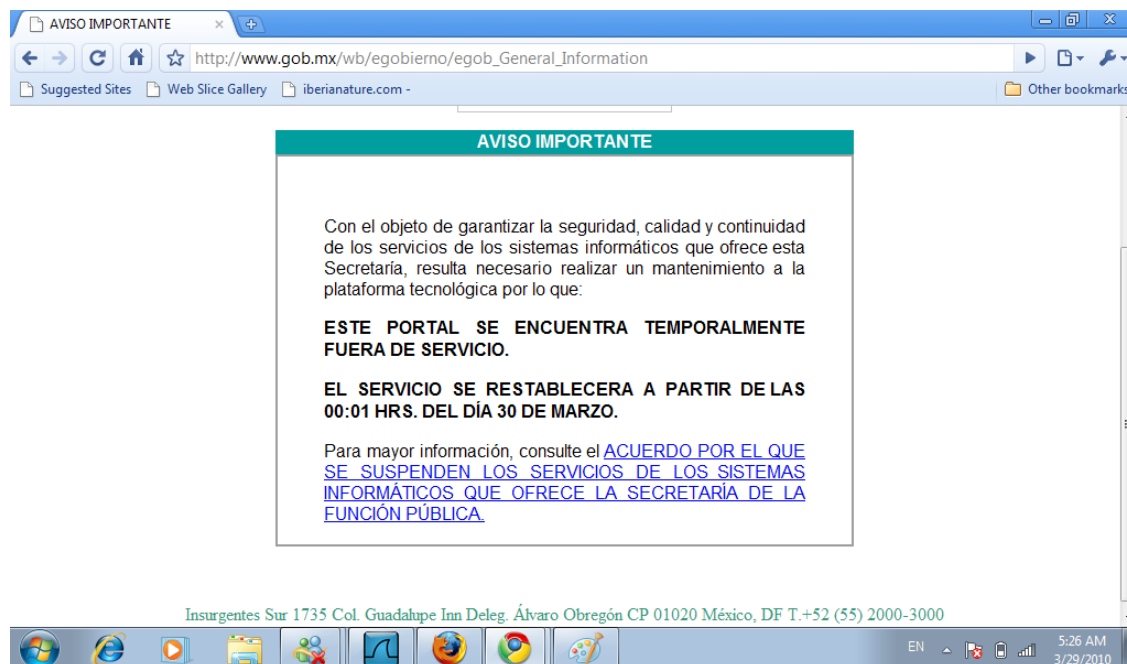 AVISO IMPORTANTE
http://www.gob.mx/wb/egobierno/egob_General_Information
Suggested Sites Web Slice Gallery iberianature.com - Other bookmarks
AVISO IMPORTANTE
Con el objeto de garantizar la seguridad, calidad y continuidad
de los servicios de los sistemas informáticos que ofrece esta
Secretaría, resulta necesario realizar un mantenimiento a la
plataforma tecnológica por lo que:
ESTE PORTAL SE ENCUENTRA TEMPORALMENTE
FUERA DE SERVICIO.
EL SERVICIO SE RESTABLECERA A PARTIR DE LAS
00:01 HRS. DEL DÍA 30 DE MARZO.
Para mayor información, consulte el ACUERDO POR EL QUE
SE SUSPENDEN LOS SERVICIOS DE LOS SISTEMAS
INFORMÁTICOS QUE OFRECE LA SECRETARÍA DE LA
FUNCIÓN PÚBLICA.
Insurgentes Sur 1735 Col. Guadalupe Inn Deleg. Álvaro Obregón CP 01020 México, DF T.+52 (55) 2000-3000
EN 5:26 AM
3/29/2010